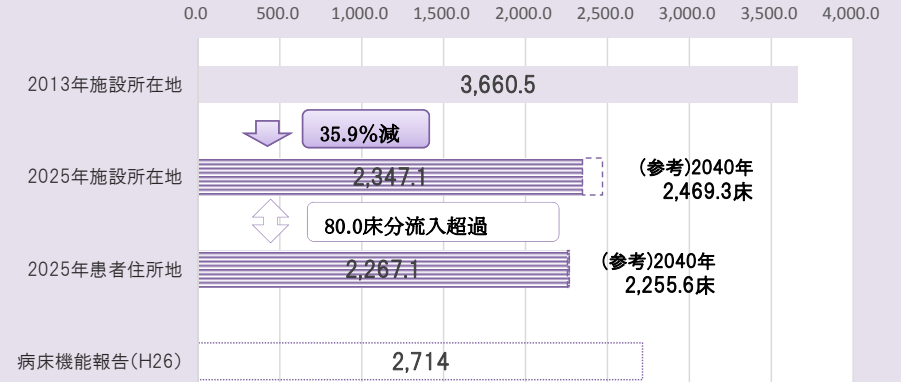 0.0 500.0 1,000.0 1,500.0 2,000.0 2,500.0 3,000.0 3,500.0 4,000.0
2013年施設所在地 3,660.5
35.9%減
2025年施設所在地 2,347.1
(参考)2040年
2,469.3床
80.0床分流入超過
2025年患者住所地 2,267.1
(参考)2040年
2,255.6床
病床機能報告(H26) 2,714